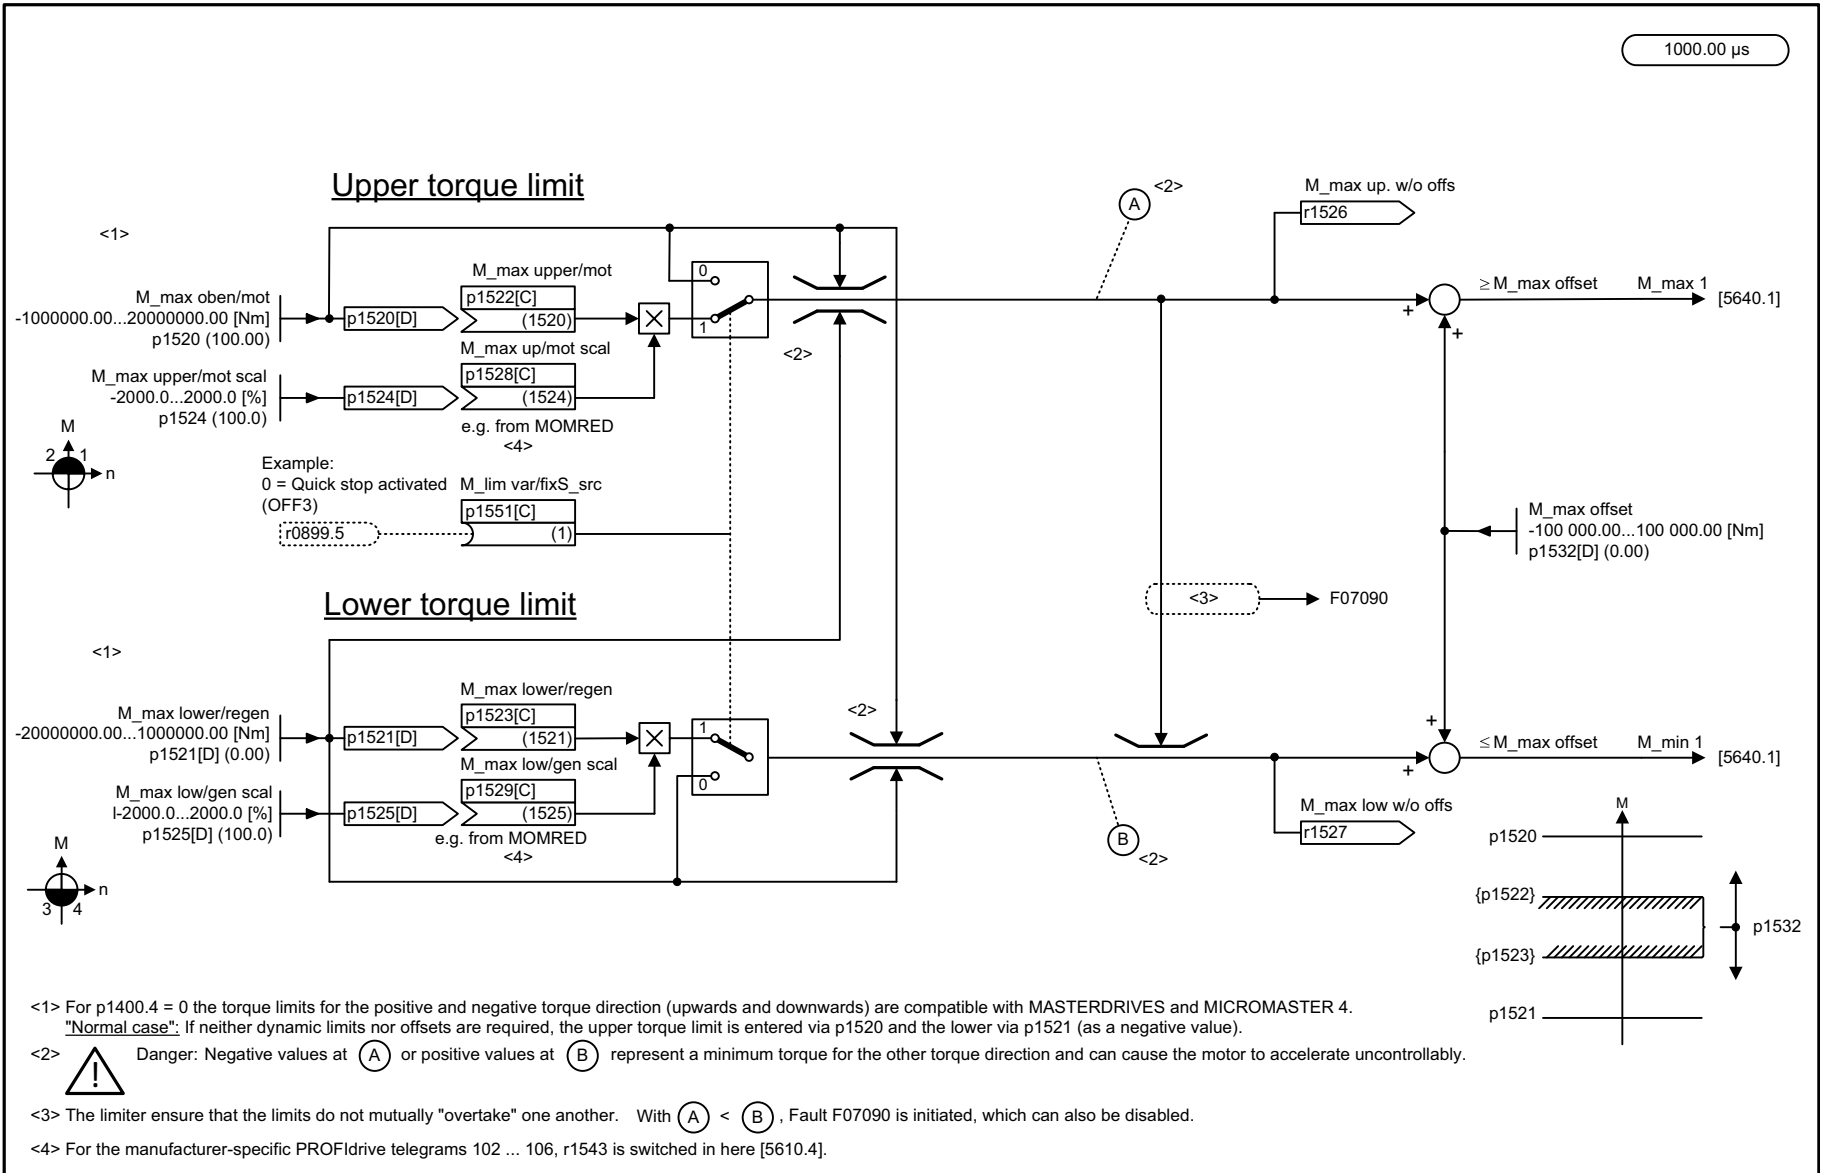 1000.00 µs
Upper torque limit
<1>
M_max oben/mot
-1000000.00...20000000.00 [Nm]
p1520 (100.00)
p1520[D]
M_max upper/mot
p1522[C]
(1520)
M_max upper/mot scal
-2000.0...2000.0 [%]
p1524 (100.0)
p1524[D]
M_max up/mot scal
p1528[C]
(1524)
e.g. from MOMRED
<4>
0
1
<2>
A
<2>
M_max up. w/o offs
r1526
+
+
≥ M_max offset
M_max 1
[5640.1]
M
2 1
n
Example:
0 = Quick stop activated
(OFF3)
r0899.5
M_lim var/fixS_src
p1551[C]
(1)
M_max offset
-100 000.00...100 000.00 [Nm]
p1532[D] (0.00)
<3>
F07090
Lower torque limit
<1>
M_max lower/regen
-20000000.00...1000000.00 [Nm]
p1521[D] (0.00)
p1521[D]
M_max lower/regen
p1523[C]
(1521)
M_max low/gen scal
l-2000.0...2000.0 [%]
p1525[D] (100.0)
p1525[D]
M_max low/gen scal
p1529[C]
(1525)
e.g. from MOMRED
<4>
1
0
<2>
B
<2>
M_max low w/o offs
r1527
+
+
≤ M_max offset
M_min 1
[5640.1]
M
n
3 4
M
p1520
{p1522}
p1532
{p1523}
p1521
<1> For p1400.4 = 0 the torque limits for the positive and negative torque direction (upwards and downwards) are compatible with MASTERDRIVES and MICROMASTER 4.
"Normal case": If neither dynamic limits nor offsets are required, the upper torque limit is entered via p1520 and the lower via p1521 (as a negative value).
<2> ! Danger: Negative values at A or positive values at B represent a minimum torque for the other torque direction and can cause the motor to accelerate uncontrollably.
<3> The limiter ensure that the limits do not mutually "overtake" one another. With A < B , Fault F07090 is initiated, which can also be disabled.
<4> For the manufacturer-specific PROFIdrive telegrams 102 ... 106, r1543 is switched in here [5610.4].